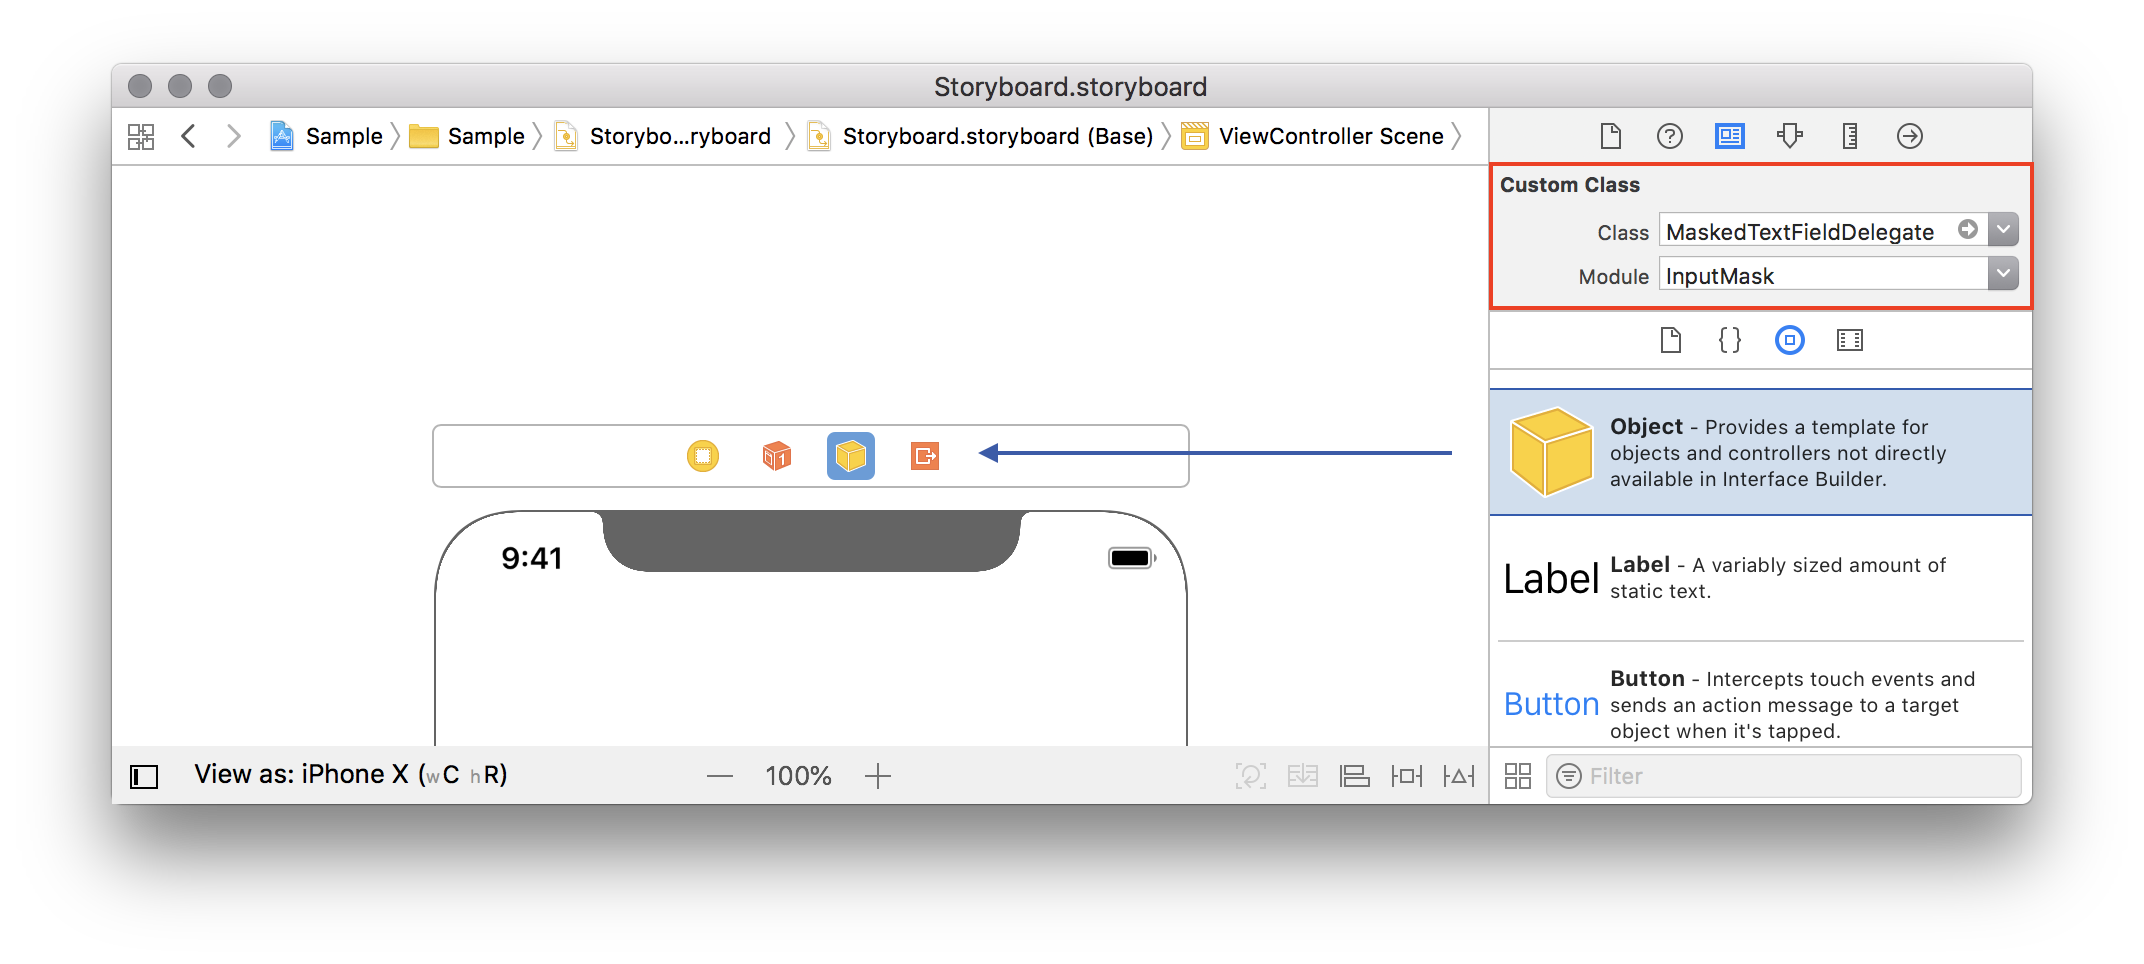 Storyboard.storyboard
Sample
Sample
Storybo...ryboard
Storyboard.storyboard (Base)
ViewController Scene
Custom Class
Class MaskedTextFieldDelegate
Module InputMask
1
Object - Provides a template for
objects and controllers not directly
available in Interface Builder.
9:41
Label
Label - A variably sized amount of
static text.
Button
Button - Intercepts touch events and
sends an action message to a target
object when it's tapped.
View as: iPhone X (wC hR)
100%
Filter